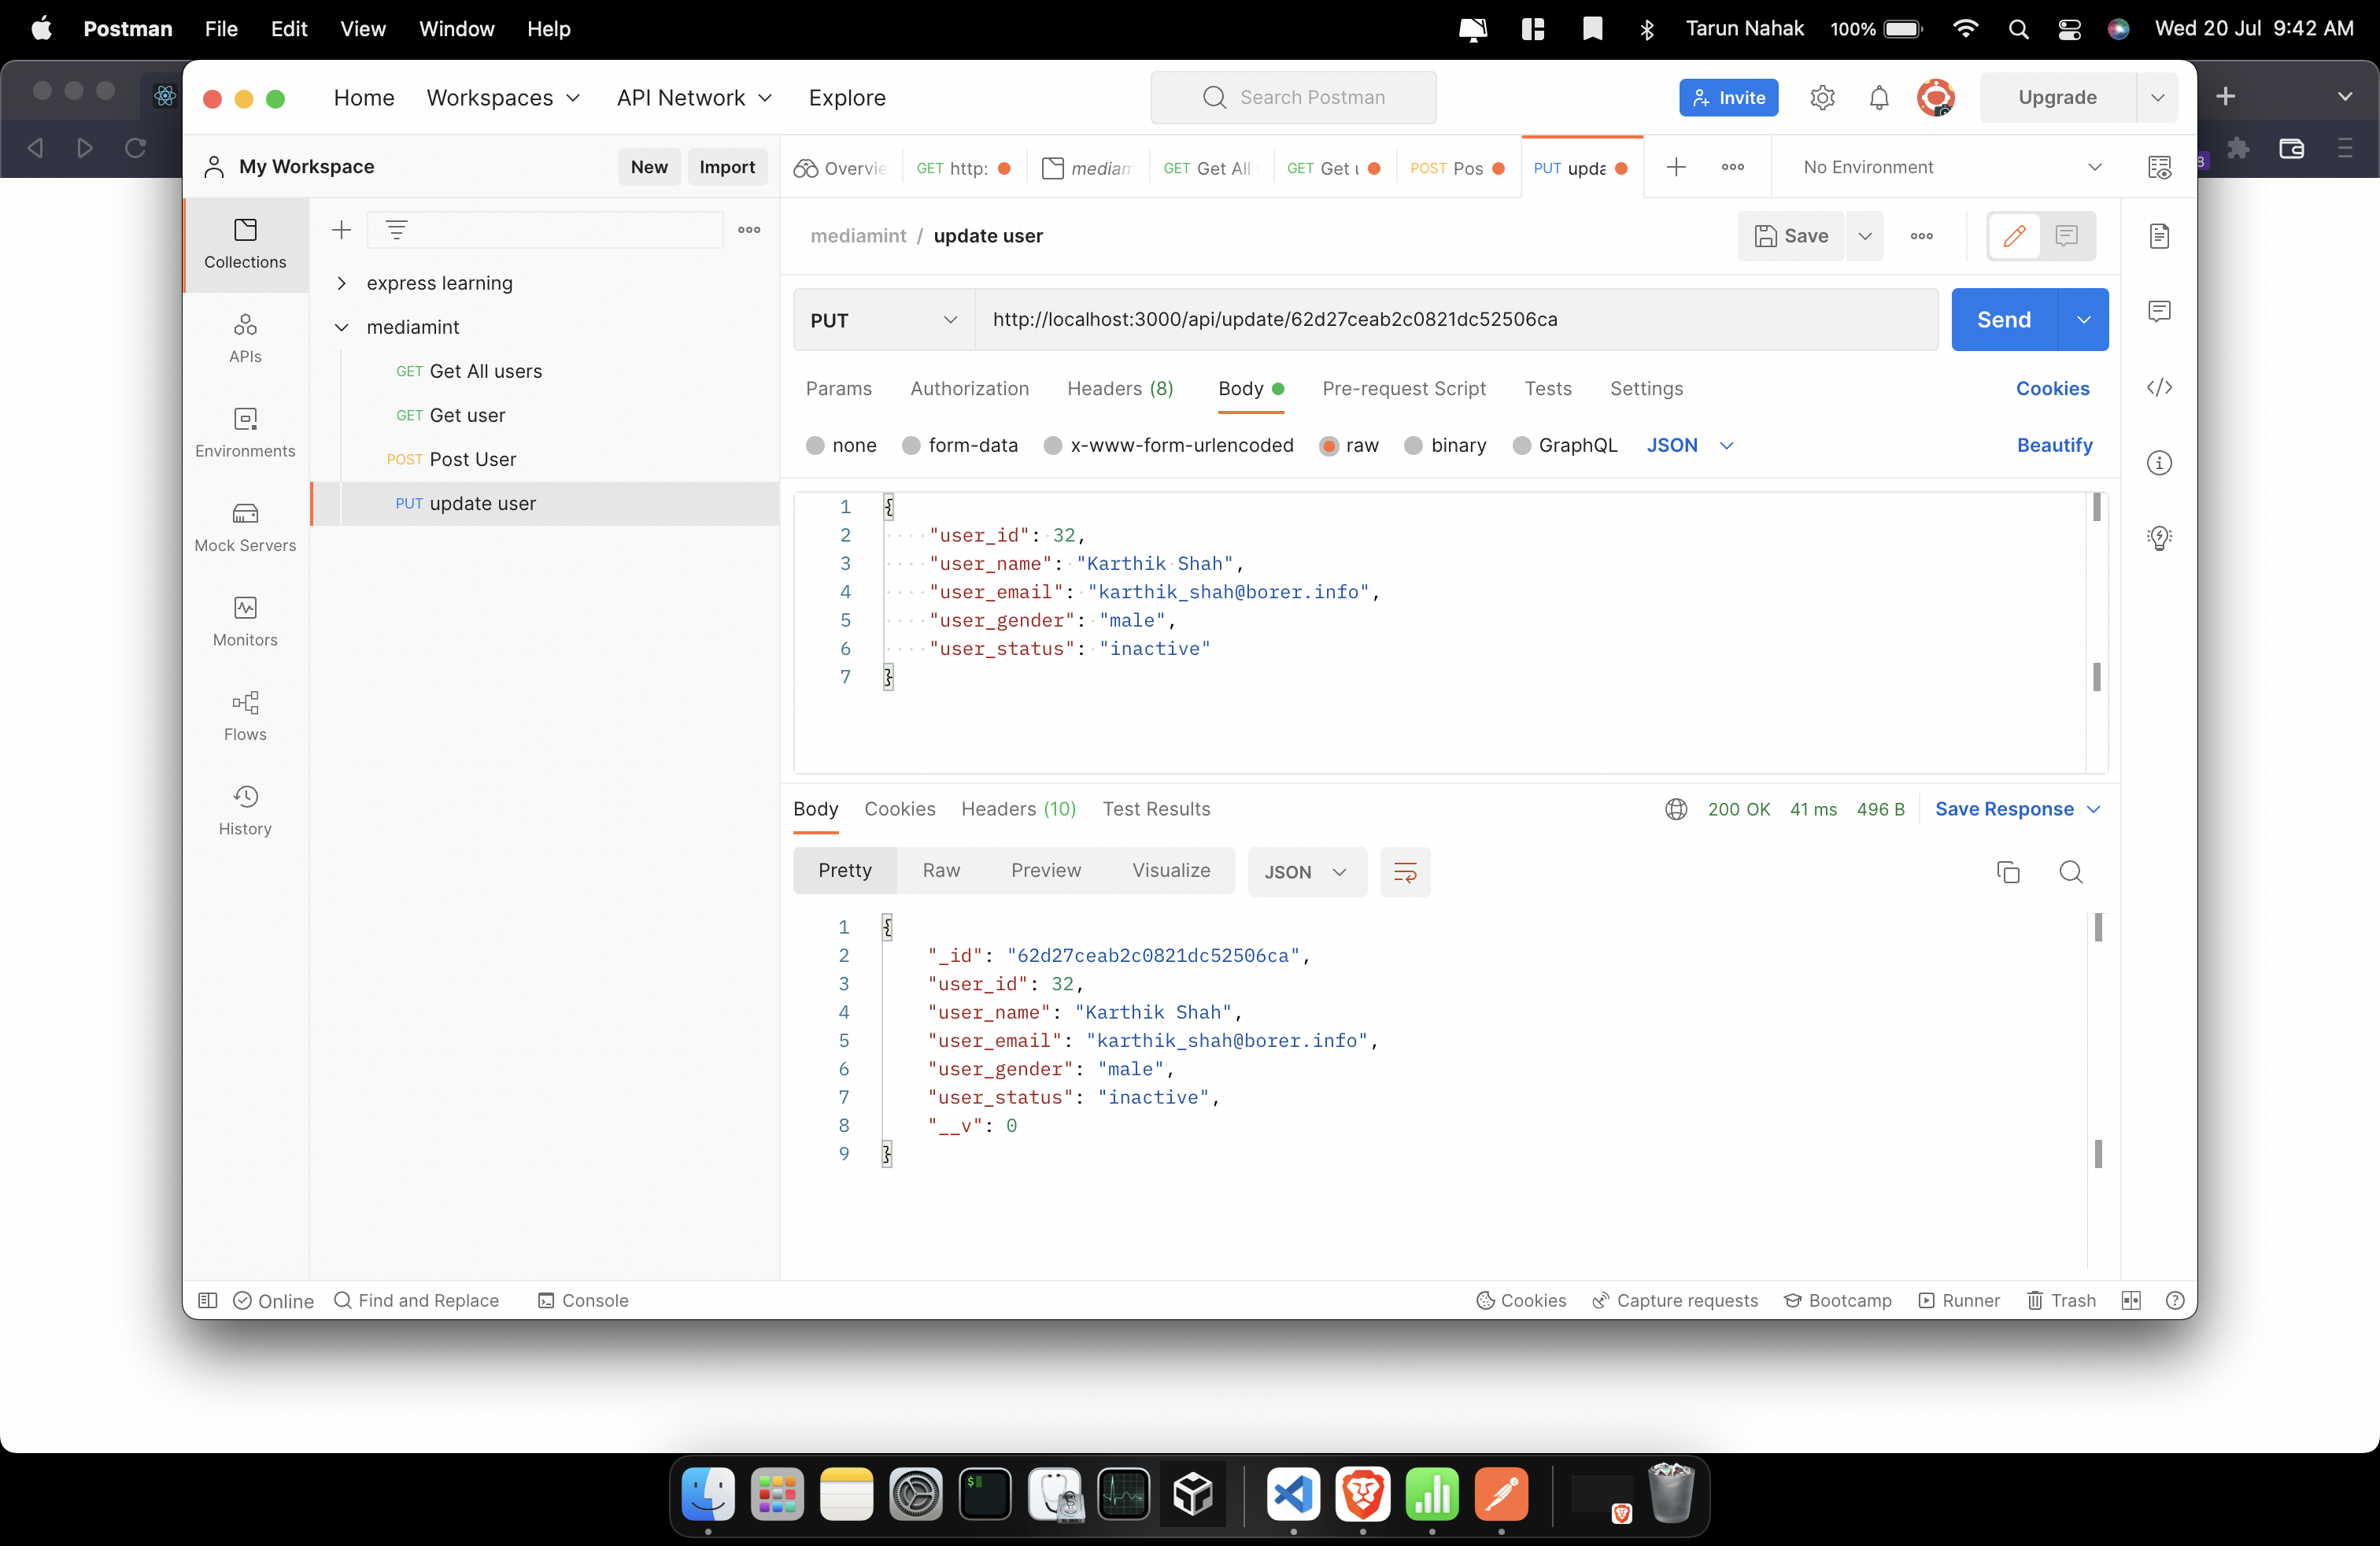 Postman File Edit View Window Help Tarun Nahak 100% Wed 20 Jul 9:42 AM
Home Workspaces API Network Explore Search Postman Invite Upgrade
My Workspace New Import
Overvie GET http: mediam GET Get All GET Get u POST Pos PUT upda No Environment
8
Collections
APIs
Environments
Mock Servers
Monitors
Flows
History
express learning
mediamint
GET Get All users
GET Get user
POST Post User
PUT update user
mediamint / update user Save
PUT http://localhost:3000/api/update/62d27ceab2c0821dc52506ca Send
Params Authorization Headers (8) Body Pre-request Script Tests Settings Cookies
none form-data x-www-form-urlencoded raw binary GraphQL JSON Beautify
1 {
2 "user_id": 32,
3 "user_name": "Karthik Shah",
4 "user_email": "karthik_shah@borer.info",
5 "user_gender": "male",
6 "user_status": "inactive"
7 }
Body Cookies Headers (10) Test Results 200 OK 41 ms 496 B Save Response
Pretty Raw Preview Visualize JSON
1 {
2 "_id": "62d27ceab2c0821dc52506ca",
3 "user_id": 32,
4 "user_name": "Karthik Shah",
5 "user_email": "karthik_shah@borer.info",
6 "user_gender": "male",
7 "user_status": "inactive",
8 "__v": 0
9 }
Online Find and Replace Console Cookies Capture requests Bootcamp Runner Trash
$